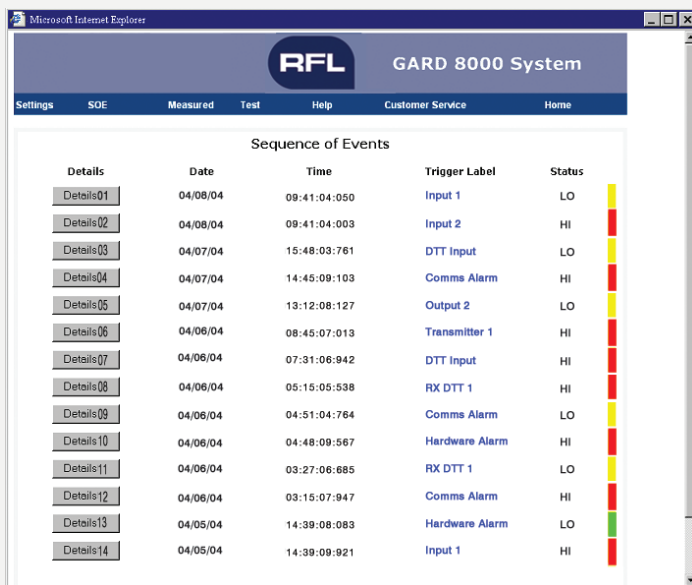 Microsoft Internet Explorer
RFL GARD 8000 System
Settings SOE Measured Test Help Customer Service Home
Sequence of Events
Details Date Time Trigger Label Status
Details01 04/08/04 09:41:04:050 Input 1 LO
Details02 04/08/04 09:41:04:003 Input 2 HI
Details03 04/07/04 15:48:03:761 DTT Input LO
Details04 04/07/04 14:45:09:103 Comms Alarm HI
Details05 04/07/04 13:12:08:127 Output 2 LO
Details06 04/06/04 08:45:07:013 Transmitter 1 HI
Details07 04/06/04 07:31:06:942 DTT Input HI
Details08 04/06/04 05:15:05:538 RX DTT 1 HI
Details09 04/06/04 04:51:04:764 Comms Alarm LO
Details10 04/06/04 04:48:09:567 Hardware Alarm HI
Details11 04/06/04 03:27:06:685 RX DTT 1 LO
Details12 04/06/04 03:15:07:947 Comms Alarm HI
Details13 04/05/04 14:39:08:083 Hardware Alarm LO
Details14 04/05/04 14:39:09:921 Input 1 HI